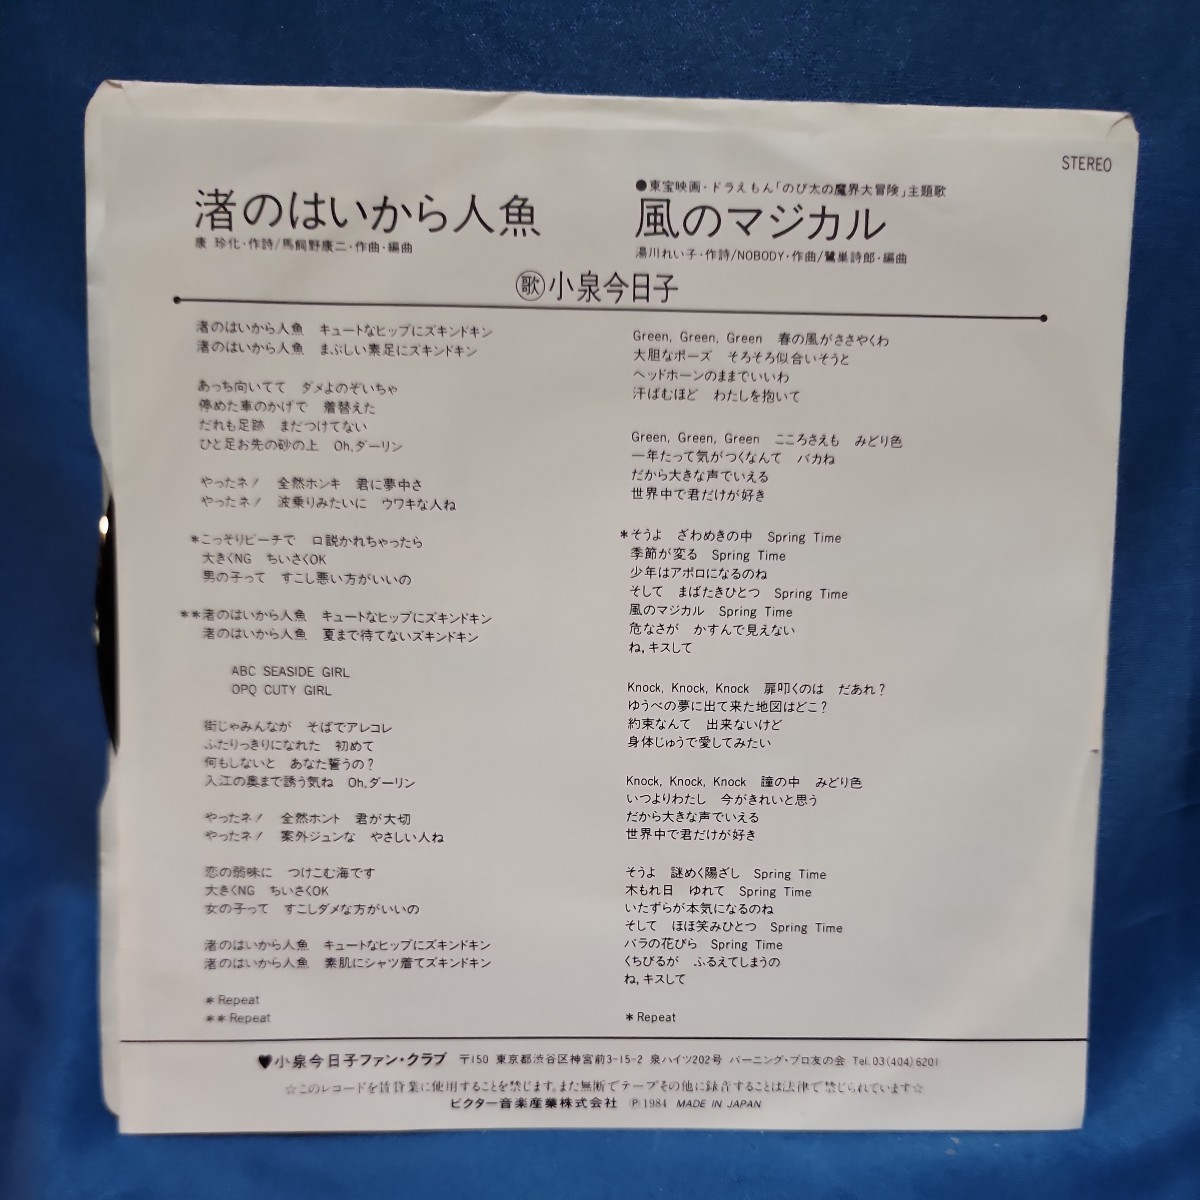 STEREO
渚のはいから人魚
康 珍化・作詩/馬飼野康二・作曲・編曲
●東宝映画・ドラえもん「のび太の魔界大冒険」主題歌
風のマジカル
湯川れい子・作詩/NOBODY・作曲/鷺巣詩郎・編曲
歌 小泉今日子
渚のはいから人魚　キュートなヒップにズキンドキン
渚のはいから人魚　まぶしい素足にズキンドキン
あっち向いてて　ダメよのぞいちゃ
停めた車のかげで　着替えた
だれも足跡　まだつけてない
ひと足お先の砂の上　Oh,ダーリン
やったネ！　全然ホンキ　君に夢中さ
やったネ！　波乗りみたいに　ウワキな人ね
＊こっそりビーチで　口説かれちゃったら
大きくNG　ちいさくOK
男の子って　すこし悪い方がいいの
＊＊渚のはいから人魚　キュートなヒップにズキンドキン
渚のはいから人魚　夏まで待てないズキンドキン
ABC SEASIDE GIRL
OPQ CUTY GIRL
街じゃみんなが　そばでアレコレ
ふたりっきりになれた　初めて
何もしないと　あなた誓うの？
入江の奥まで誘う気ね　Oh,ダーリン
やったネ！　全然ホント　君が大切
やったネ！　案外ジュンな　やさしい人ね
恋の弱味に　つけこむ海です
大きくNG　ちいさくOK
女の子って　すこしダメな方がいいの
渚のはいから人魚　キュートなヒップにズキンドキン
渚のはいから人魚　素肌にシャツ着てズキンドキン
＊Repeat
＊＊Repeat
Green, Green, Green　春の風がささやくわ
大胆なポーズ　そろそろ似合いそうと
ヘッドホーンのままでいいわ
汗ばむほど　わたしを抱いて
Green, Green, Green　こころさえも　みどり色
一年たって気がつくなんて　バカね
だから大きな声でいえる
世界中で君だけが好き
＊そうよ　ざわめきの中　Spring Time
季節が変る　Spring Time
少年はアポロになるのね
そして　まばたきひとつ　Spring Time
風のマジカル　Spring Time
危なさが　かすんで見えない
ね,キスして
Knock, Knock, Knock　扉叩くのは　だあれ？
ゆうべの夢に出て来た地図はどこ？
約束なんて　出来ないけど
身体じゅうで愛してみたい
Knock, Knock, Knock　瞳の中　みどり色
いつよりわたし　今がきれいと思う
だから大きな声でいえる
世界中で君だけが好き
そうよ　謎めく陽ざし　Spring Time
木もれ日　ゆれて　Spring Time
いたずらが本気になるのね
そして　ほほ笑みひとつ　Spring Time
バラの花びら　Spring Time
くちびるが　ふるえてしまうの
ね,キスして
＊Repeat
♥小泉今日子ファン・クラブ　〒150 東京都渋谷区神宮前3-15-2 泉ハイツ202号 バーニング・プロ友の会 Tel.03(404)6201
☆このレコードを賃貸業に使用することを禁じます。また無断でテープその他に録音することは法律で禁じられています☆
ビクター音楽産業株式会社 Ⓟ1984 MADE IN JAPAN